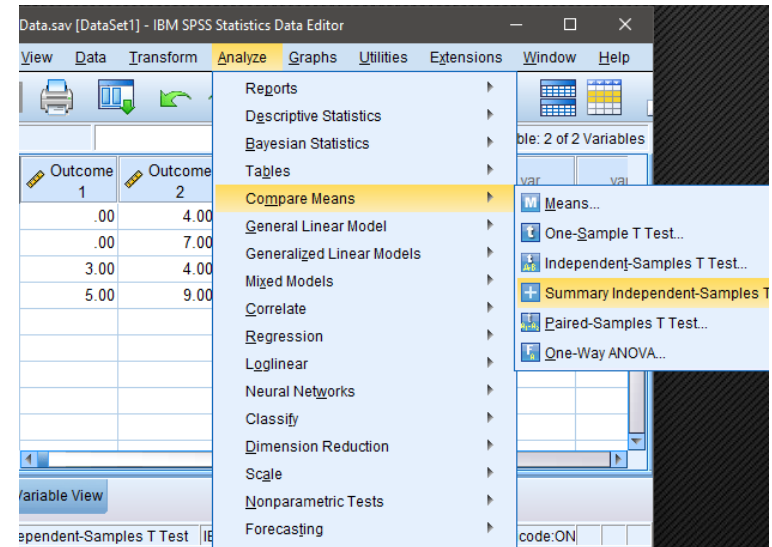 Data.sav [DataSet1] - IBM SPSS Statistics Data Editor
View Data Transform Analyze Graphs Utilities Extensions Window Help
ble: 2 of 2 Variables
Outcome 1
Outcome 2
var
.00 4.00
.00 7.00
3.00 4.00
5.00 9.00
Reports
Descriptive Statistics
Bayesian Statistics
Tables
Compare Means
General Linear Model
Generalized Linear Models
Mixed Models
Correlate
Regression
Loglinear
Neural Networks
Classify
Dimension Reduction
Scale
Nonparametric Tests
Forecasting
Means...
One-Sample T Test...
Independent-Samples T Test...
Summary Independent-Samples T
Paired-Samples T Test...
One-Way ANOVA...
Variable View
ependent-Samples T Test
code:ON